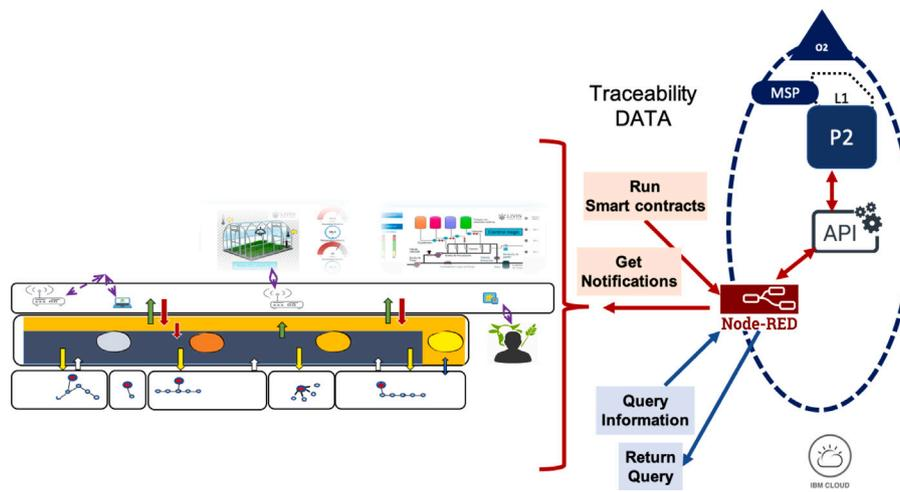 Traceability
DATA
O2
MSP
L1
P2
Run
Smart contracts
API
Get
Notifications
Node-RED
Query
Information
Return
Query
IBM CLOUD